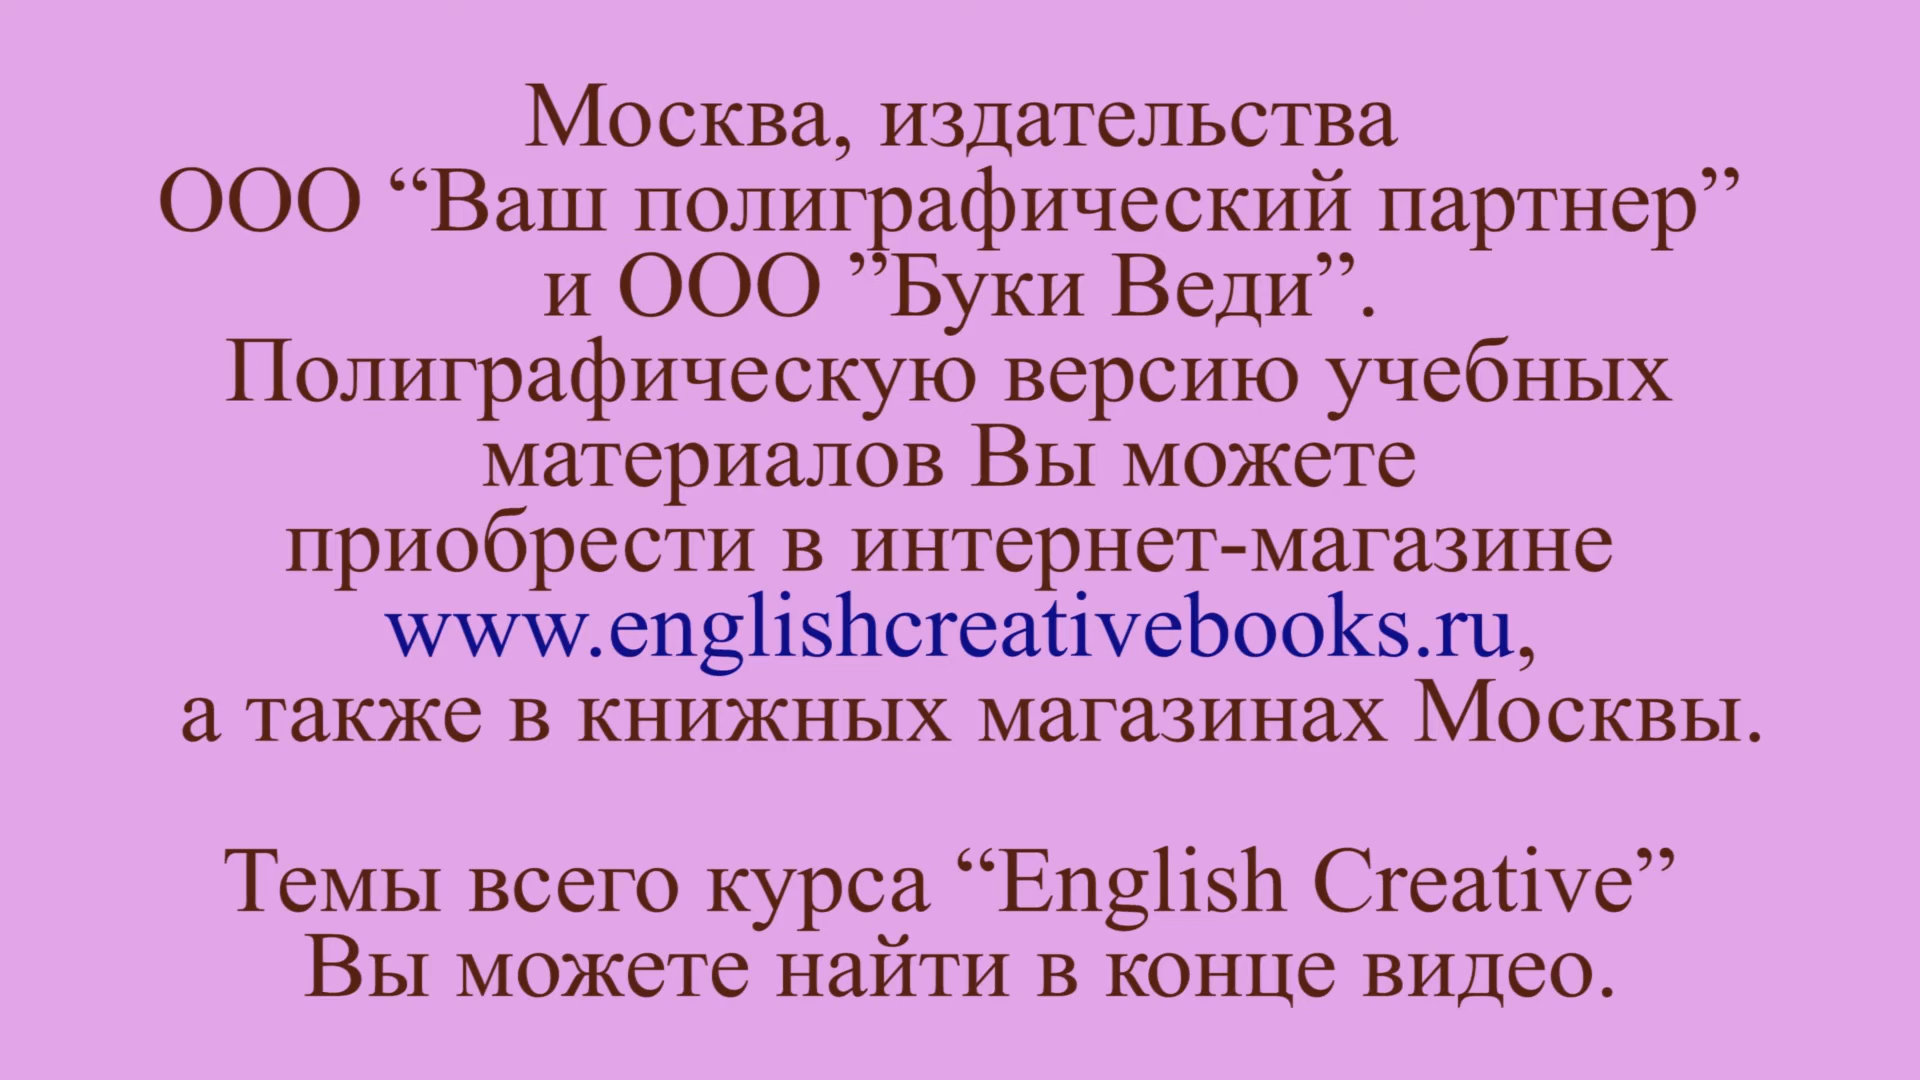 Москва, издательства
ООО “Ваш полиграфический партнер”
и ООО ”Буки Веди”.
Полиграфическую версию учебных
материалов Вы можете
приобрести в интернет-магазине
www.englishcreativebooks.ru,
а также в книжных магазинах Москвы.
Темы всего курса “English Creative”
Вы можете найти в конце видео.